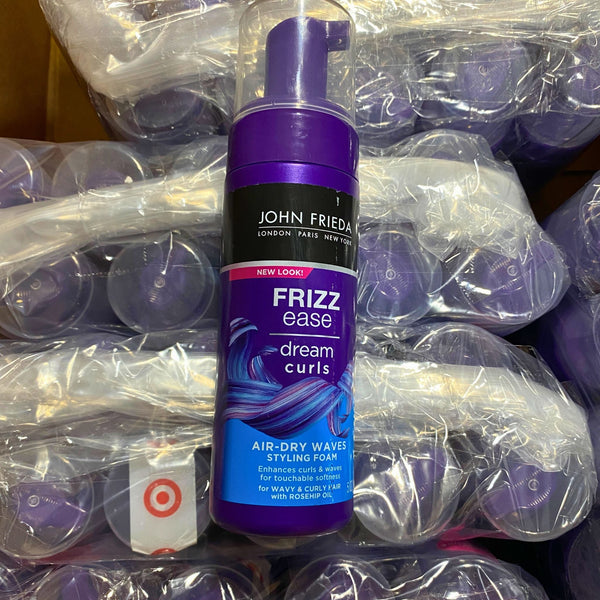 JOHN FRIEDA
LONDON PARIS NEW YORK
NEW LOOK!
FRIZZ
ease
dream
curls
AIR-DRY WAVES
STYLING FOAM
Enhances curls & waves
for touchable softness
for WAVY & CURLY HAIR
with ROSEHIP OIL